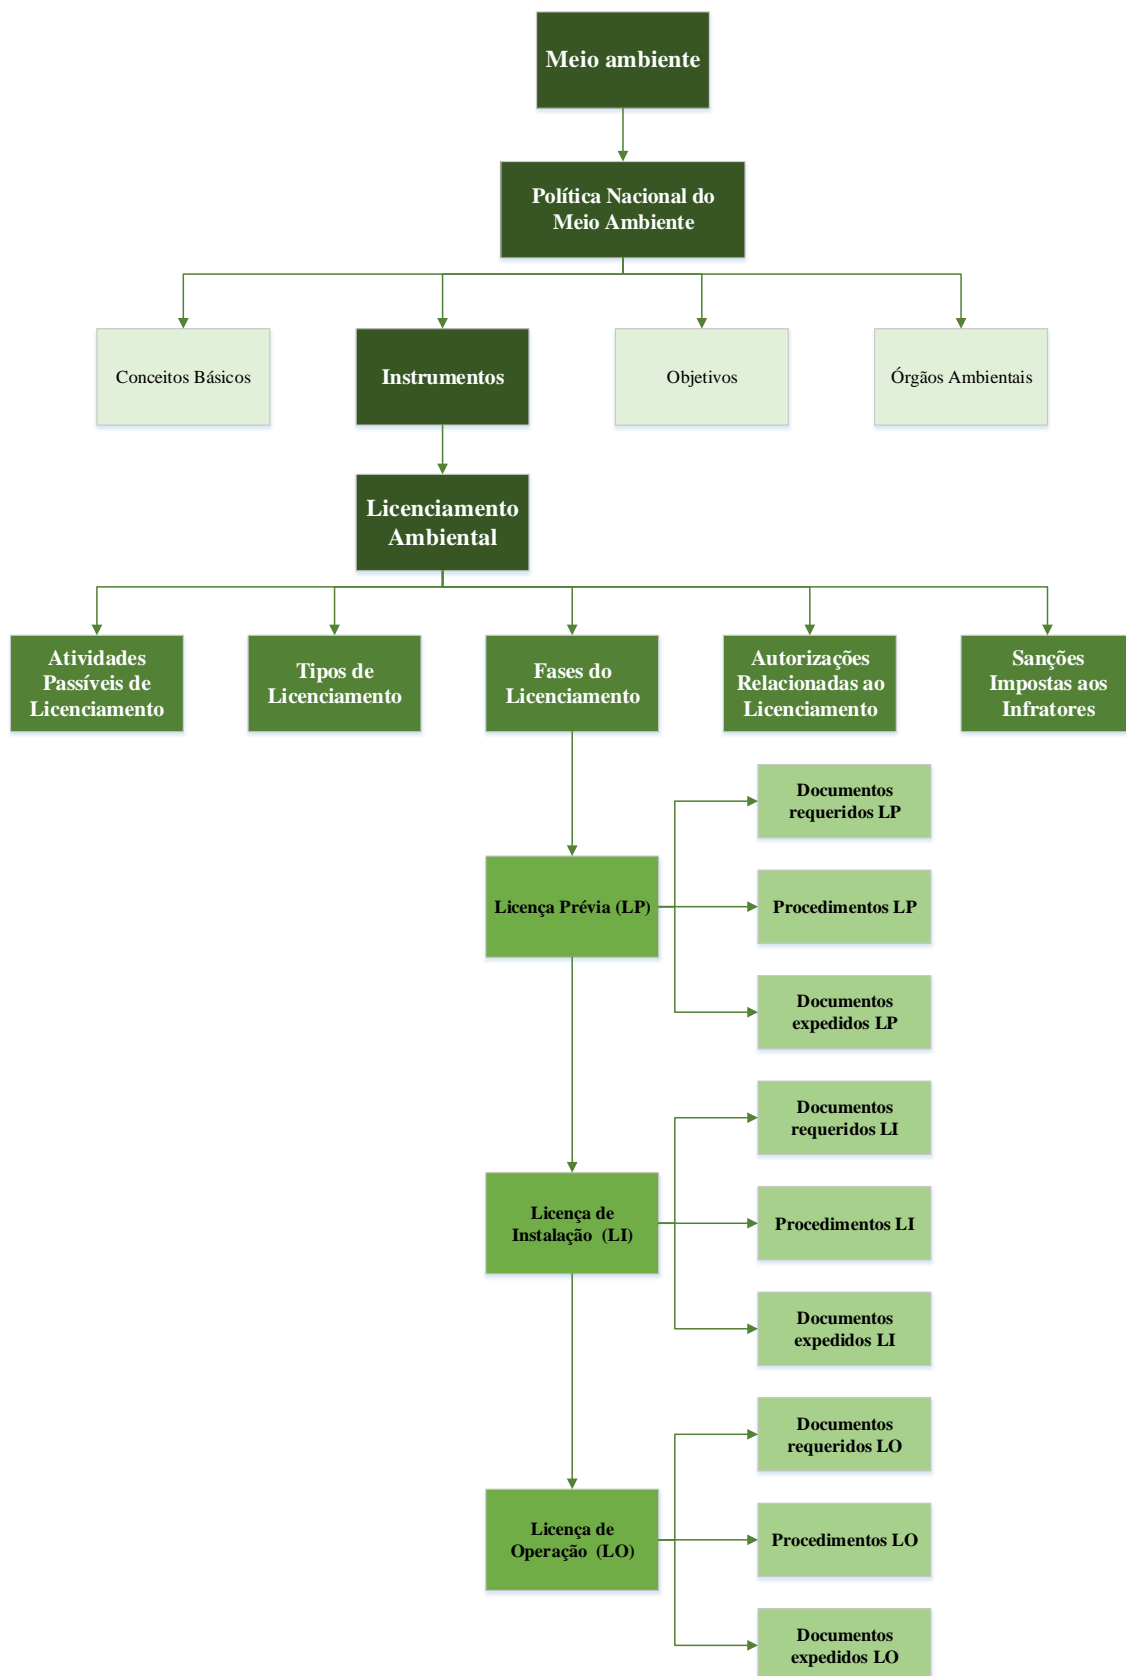 Meio ambiente
Política Nacional do
Meio Ambiente
Conceitos Básicos
Instrumentos
Objetivos
Órgãos Ambientais
Licenciamento
Ambiental
Atividades
Passíveis de
Licenciamento
Tipos de
Licenciamento
Fases do
Licenciamento
Autorizações
Relacionadas ao
Licenciamento
Sanções
Impostas aos
Infratores
Licença Prévia (LP)
Documentos
requeridos LP
Procedimentos LP
Documentos
expedidos LP
Licença de
Instalação (LI)
Documentos
requeridos LI
Procedimentos LI
Documentos
expedidos LI
Licença de
Operação (LO)
Documentos
requeridos LO
Procedimentos LO
Documentos
expedidos LO